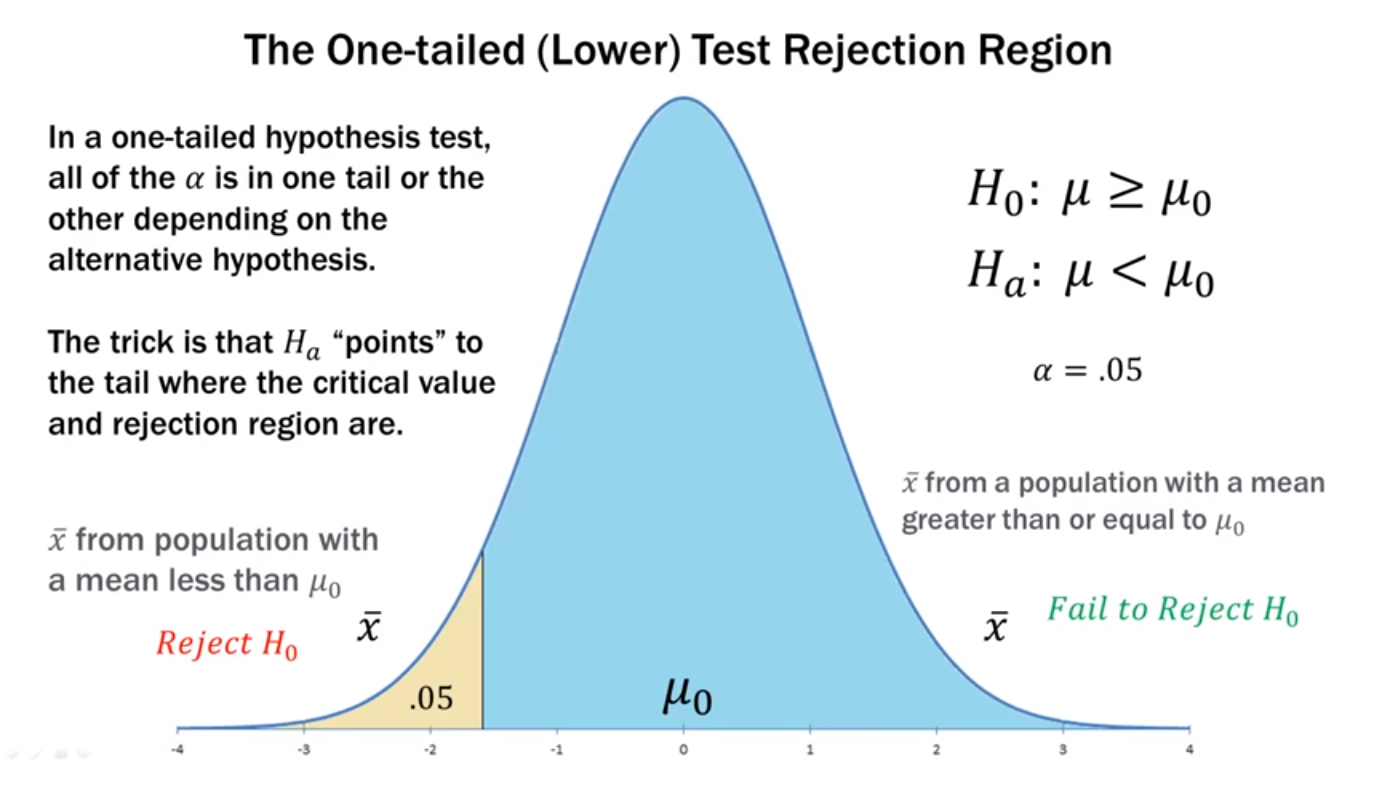 The One-tailed (Lower) Test Rejection Region
In a one-tailed hypothesis test,
all of the α is in one tail or the
other depending on the
alternative hypothesis.
The trick is that Hₐ “points” to
the tail where the critical value
and rejection region are.
H₀: μ ≥ μ₀
Hₐ: μ < μ₀
α = .05
x̄ from population with
a mean less than μ₀
x̄
Reject H₀
x̄ from a population with a mean
greater than or equal to μ₀
x̄
Fail to Reject H₀
.05
μ₀
-4 -3 -2 -1 0 1 2 3 4